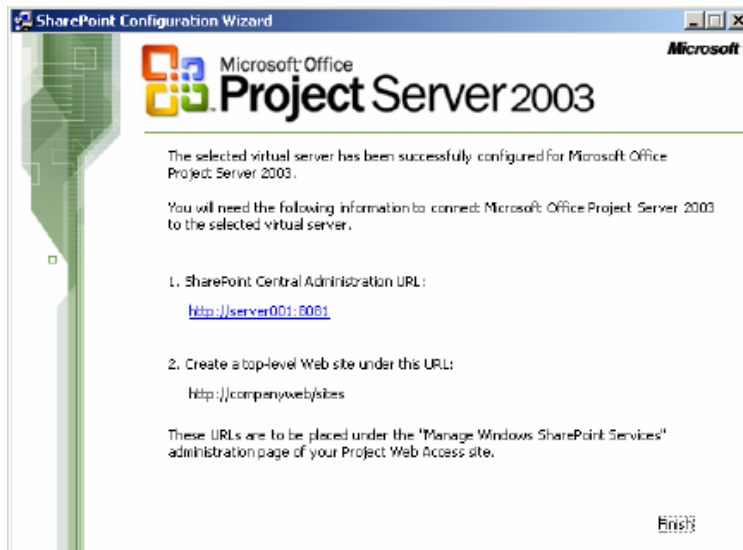 SharePoint Configuration Wizard
Microsoft
Microsoft Office
Project Server 2003
The selected virtual server has been successfully configured for Microsoft Office
Project Server 2003.
You will need the following information to connect Microsoft Office Project Server 2003
to the selected virtual server.
1. SharePoint Central Administration URL:
http://server001:8081
2. Create a top-level Web site under this URL:
http://companyweb/sites
These URLs are to be placed under the "Manage Windows SharePoint Services"
administration page of your Project Web Access site.
Finish